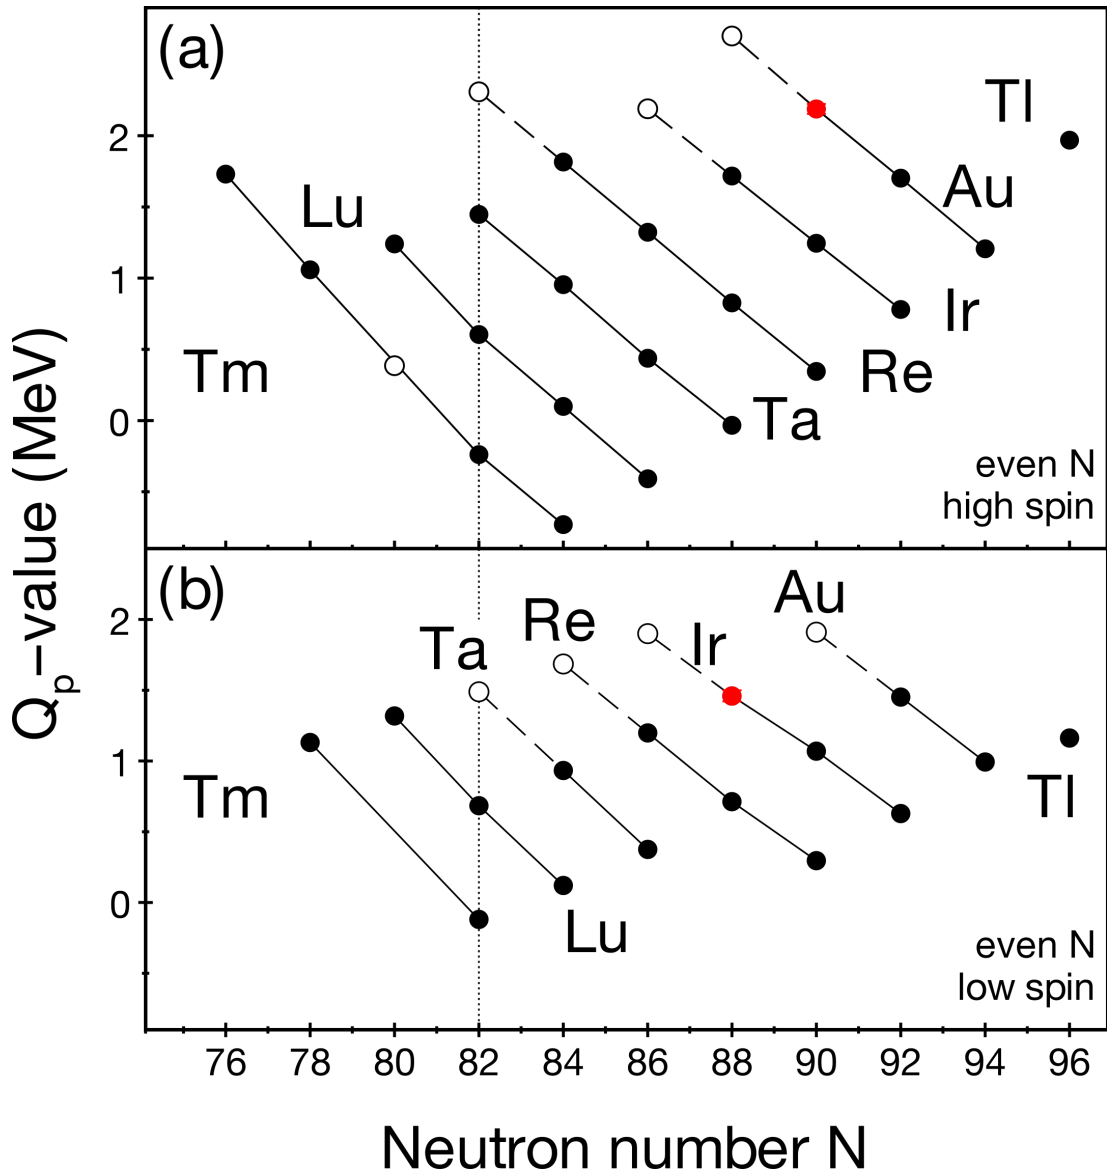 (a)
Tl
2
Lu
Au
1
Ir
Tm
Re
Ta
0
even N
high spin
Qp−value (MeV)
(b)
Au
2
Re
Ta
Ir
1
Tm
Tl
0
Lu
even N
low spin
76 78 80 82 84 86 88 90 92 94 96
Neutron number N